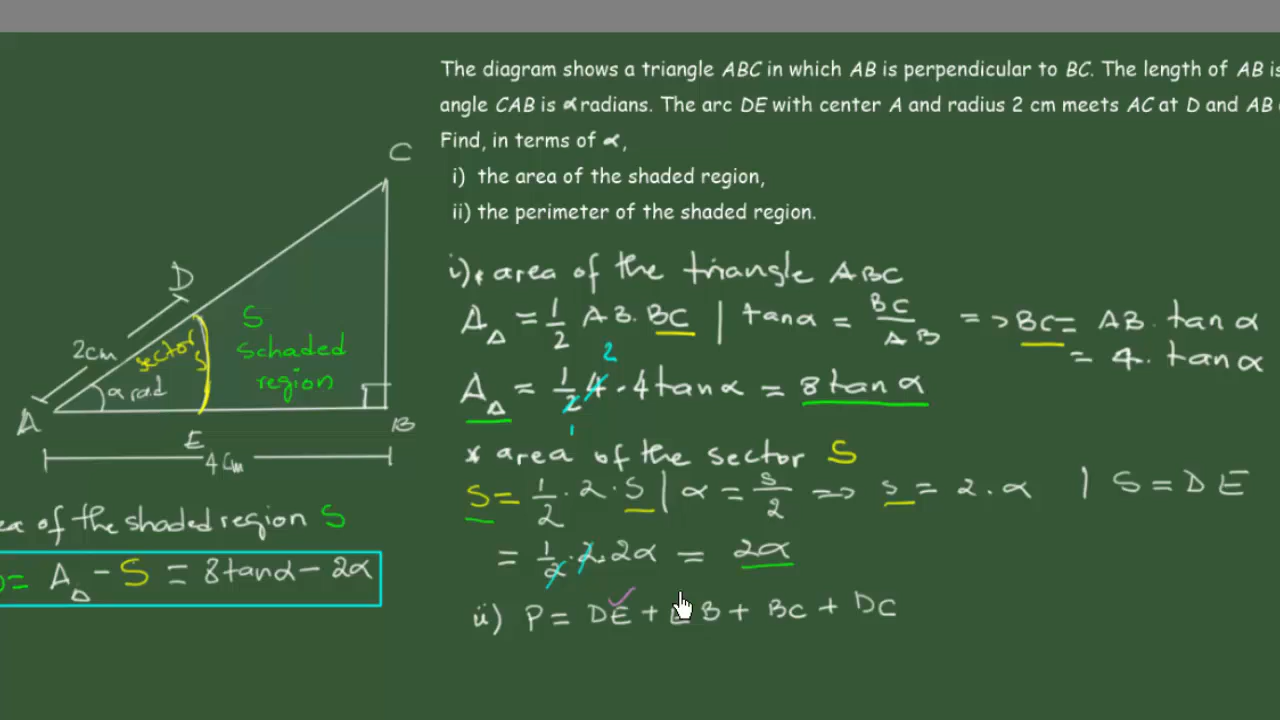 The diagram shows a triangle ABC in which AB is perpendicular to BC. The length of AB is
angle CAB is α radians. The arc DE with center A and radius 2 cm meets AC at D and AB
Find, in terms of α,
i) the area of the shaded region,
ii) the perimeter of the shaded region.
C
D
2cm
sector s
S
Schaded
region
α rad
A
E
B
4cm
ea of the shaded region S
= A△ - S = 8tanα - 2α
i) * area of the triangle ABC
A△ = 1/2 AB. BC | tanα = BC/AB => BC = AB. tanα
= 4. tanα
A△ = 1/2 4 . 4tanα = 8tanα
2
1
* area of the sector S
S = 1/2 . 2 . S | α = s/2 => s = 2.α | S = DE
= 1/2 . 2. 2α = 2α
ii) P = DE + EB + BC + DC